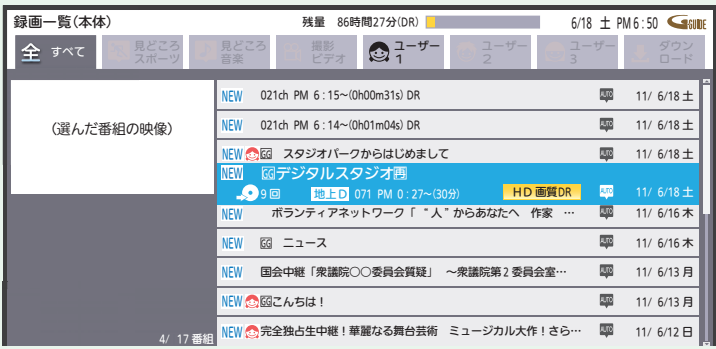 録画一覧(本体)
残量 86時間27分(DR)
6/18 土 PM 6:50 G-GUIDE
全 すべて
見どころ
スポーツ
見どころ
音楽
撮影
ビデオ
ユーザー
1
ユーザー
2
ユーザー
3
ダウン
ロード
(選んだ番組の映像)
4/ 17 番組
NEW 021ch PM 6:15~(0h00m31s) DR AUTO 11/ 6/18 土
NEW 021ch PM 6:14~(0h01m04s) DR AUTO 11/ 6/18 土
NEW 字 スタジオパークからはじめまして AUTO 11/ 6/18 土
NEW 字デジタルスタジオ再
9回 地上D 071 PM 0:27~(30分) HD 画質DR AUTO 11/ 6/18 土
NEW ボランティアネットワーク「“人”からあなたへ 作家 … AUTO 11/ 6/16 木
NEW 字 ニュース AUTO 11/ 6/16 木
NEW 国会中継「衆議院○○委員会質疑」 ~衆議院第2委員会室… AUTO 11/ 6/13 月
NEW 字こんちは! AUTO 11/ 6/13 月
NEW 完全独占生中継!華麗なる舞台芸術 ミュージカル大作!さら… AUTO 11/ 6/12 日